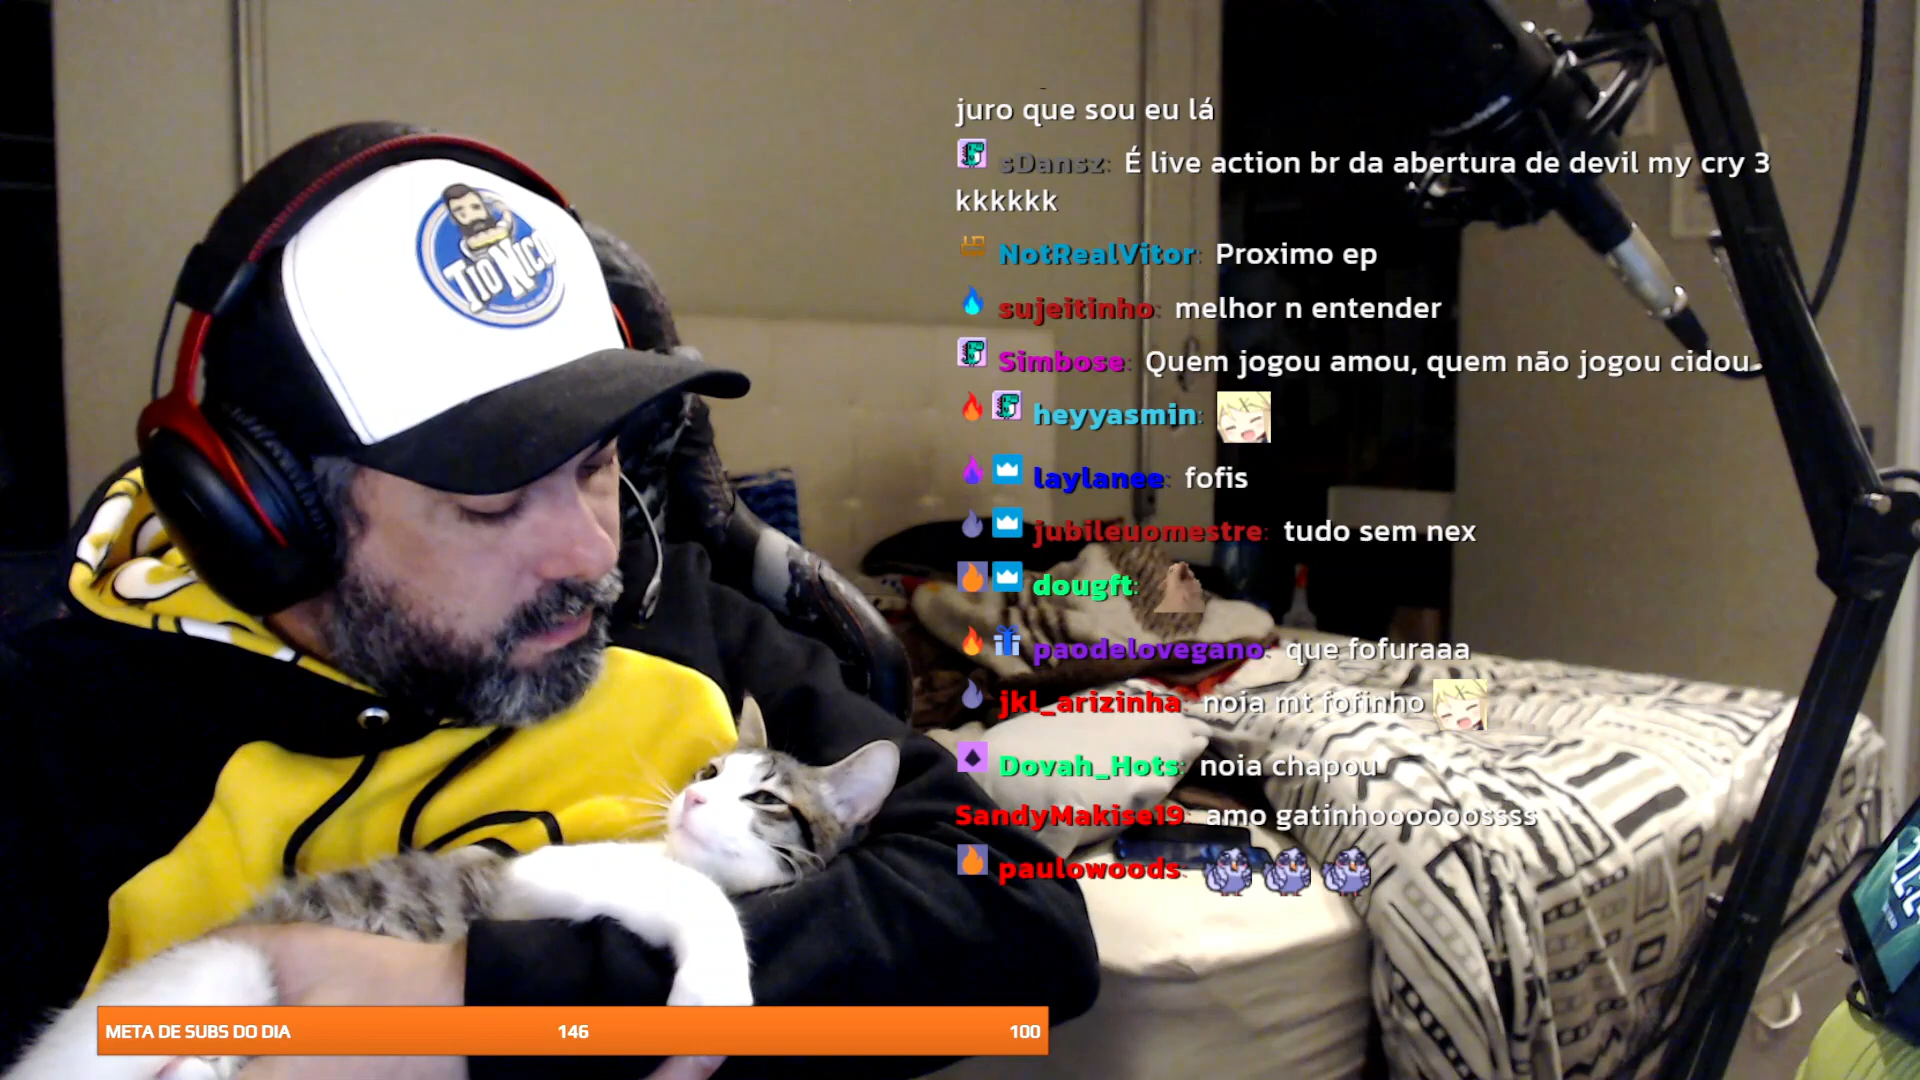 TIO NICO
juro que sou eu lá
sDansz: É live action br da abertura de devil my cry 3
kkkkkk
NotRealVitor: Proximo ep
sujeitinho: melhor n entender
Simbose: Quem jogou amou, quem não jogou cidou
heyyasmin:
laylanee: fofis
jubileuomestre: tudo sem nex
dougft:
paodelovegano: que fofuraaa
jkl_arizinha: noia mt fofinho
Dovah_Hots: noia chapou
SandyMakise19: amo gatinhoooooossss
paulowoods:
META DE SUBS DO DIA 146 100